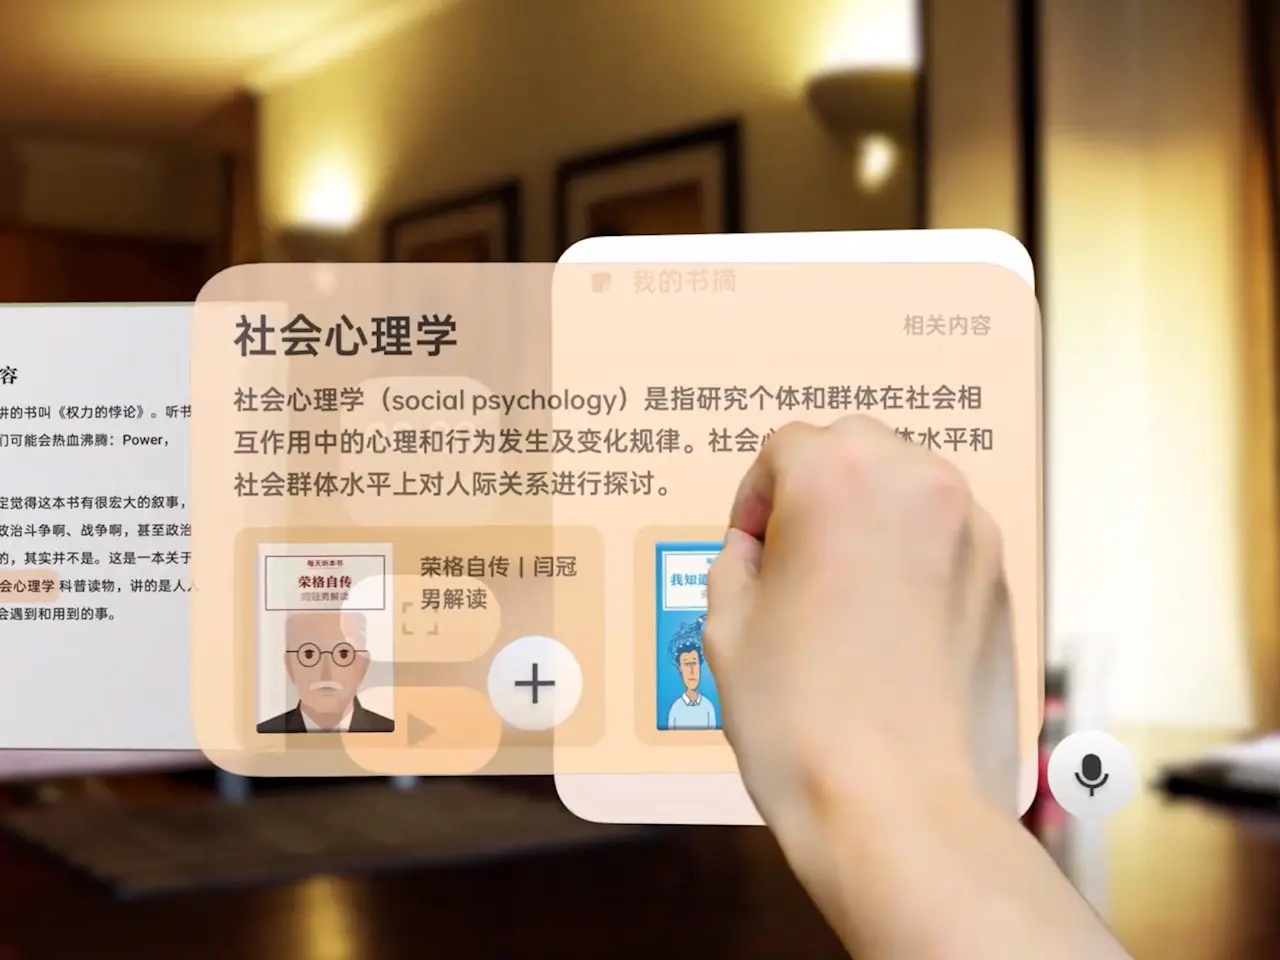 容
讲的书叫《权力的悖论》。听书
们可能会热血沸腾：Power，
定觉得这本书有很宏大的叙事，
政治斗争啊、战争啊，甚至政治
的，其实并不是。这是一本关于
会心理学科普读物，讲的是人人
会遇到和用到的事。
我的书摘
社会心理学
相关内容
社会心理学（social psychology）是指研究个体和群体在社会相
互作用中的心理和行为发生及变化规律。社会心 体水平和
社会群体水平上对人际关系进行探讨。
每天听本书
荣格自传
闫冠男解读
荣格自传丨闫冠
男解读
我知道